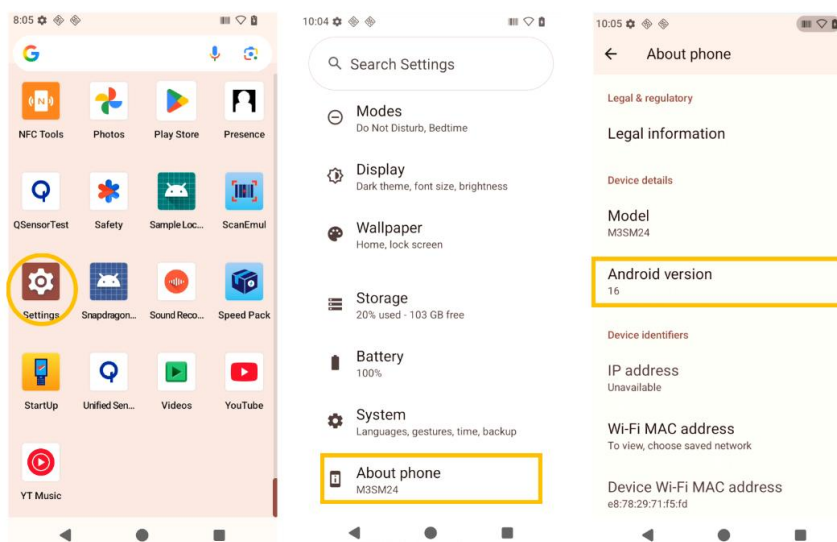 8:05
NFC Tools
Photos
Play Store
Presence
QSensorTest
Safety
Sample Loc...
ScanEmul
Settings
Snapdragon...
Sound Reco...
Speed Pack
StartUp
Unified Sen...
Videos
YouTube
YT Music
10:04
Search Settings
Modes
Do Not Disturb, Bedtime
Display
Dark theme, font size, brightness
Wallpaper
Home, lock screen
Storage
20% used - 103 GB free
Battery
100%
System
Languages, gestures, time, backup
About phone
M3SM24
10:05
About phone
Legal & regulatory
Legal information
Device details
Model
M3SM24
Android version
16
Device identifiers
IP address
Unavailable
Wi-Fi MAC address
To view, choose saved network
Device Wi-Fi MAC address
e8:78:29:71:f5:fd